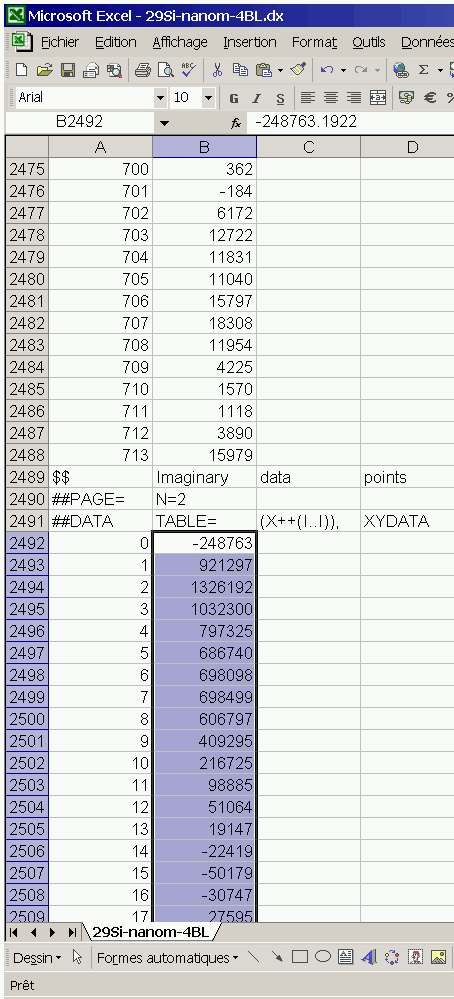 Microsoft Excel - 29Si-nanom-4BL.dx
Fichier Edition Affichage Insertion Format Outils Données
Arial 10 G I S € %
B2492 fx -248763.1922
A B C D
2475 700 362
2476 701 -184
2477 702 6172
2478 703 12722
2479 704 11831
2480 705 11040
2481 706 15797
2482 707 18308
2483 708 11954
2484 709 4225
2485 710 1570
2486 711 1118
2487 712 3890
2488 713 15979
2489 $$ Imaginary data points
2490 ##PAGE= N=2
2491 ##DATA TABLE= (X++(I..I)), XYDATA
2492 0 -248763
2493 1 921297
2494 2 1326192
2495 3 1032300
2496 4 797325
2497 5 686740
2498 6 698098
2499 7 698499
2500 8 606797
2501 9 409295
2502 10 216725
2503 11 98885
2504 12 51064
2505 13 19147
2506 14 -22419
2507 15 -50179
2508 16 -30747
2509 17 27595
29Si-nanom-4BL
Dessin Formes automatiques
Prêt